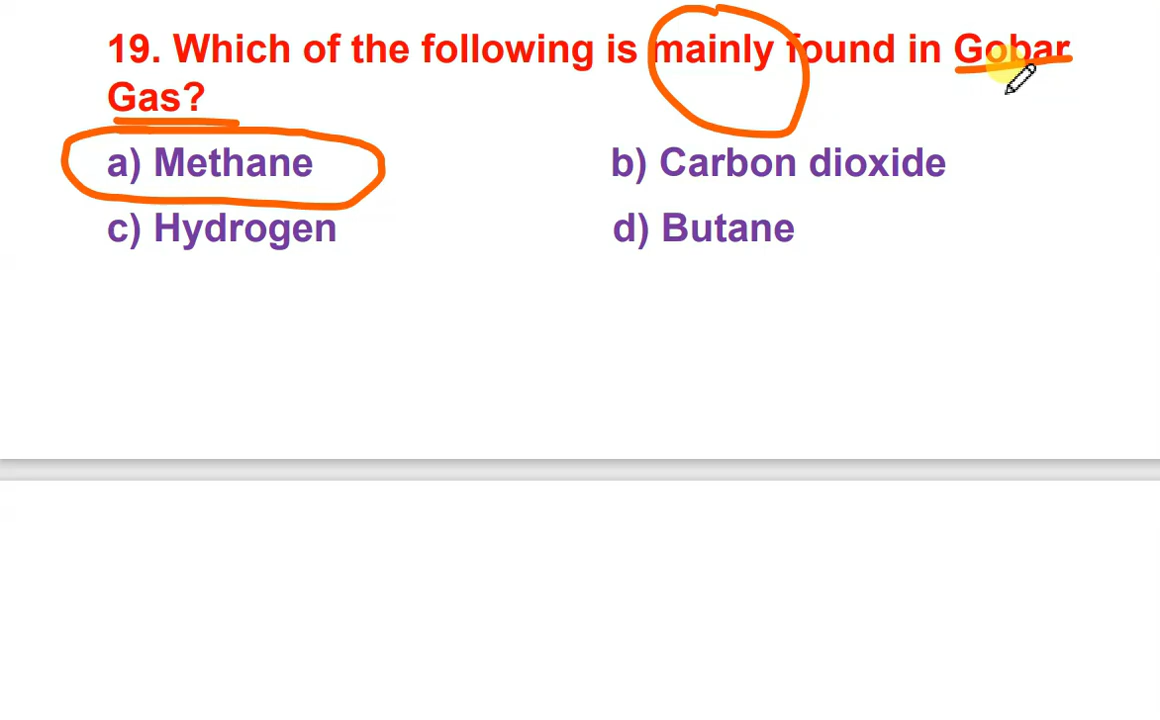 19. Which of the following is mainly found in Gobar
Gas?
a) Methane b) Carbon dioxide
c) Hydrogen d) Butane